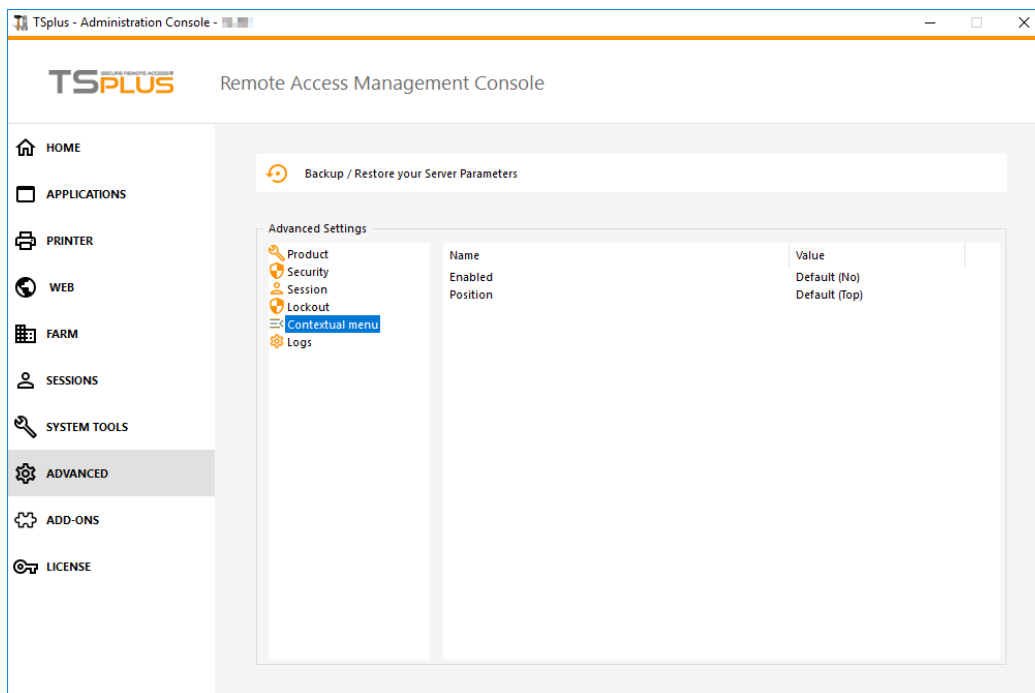 TSplus - Administration Console -
TSPLUS SECURE REMOTE ACCESS
Remote Access Management Console
HOME
APPLICATIONS
PRINTER
WEB
FARM
SESSIONS
SYSTEM TOOLS
ADVANCED
ADD-ONS
LICENSE
Backup / Restore your Server Parameters
Advanced Settings
Product
Security
Session
Lockout
Contextual menu
Logs
Name Value
Enabled Default (No)
Position Default (Top)